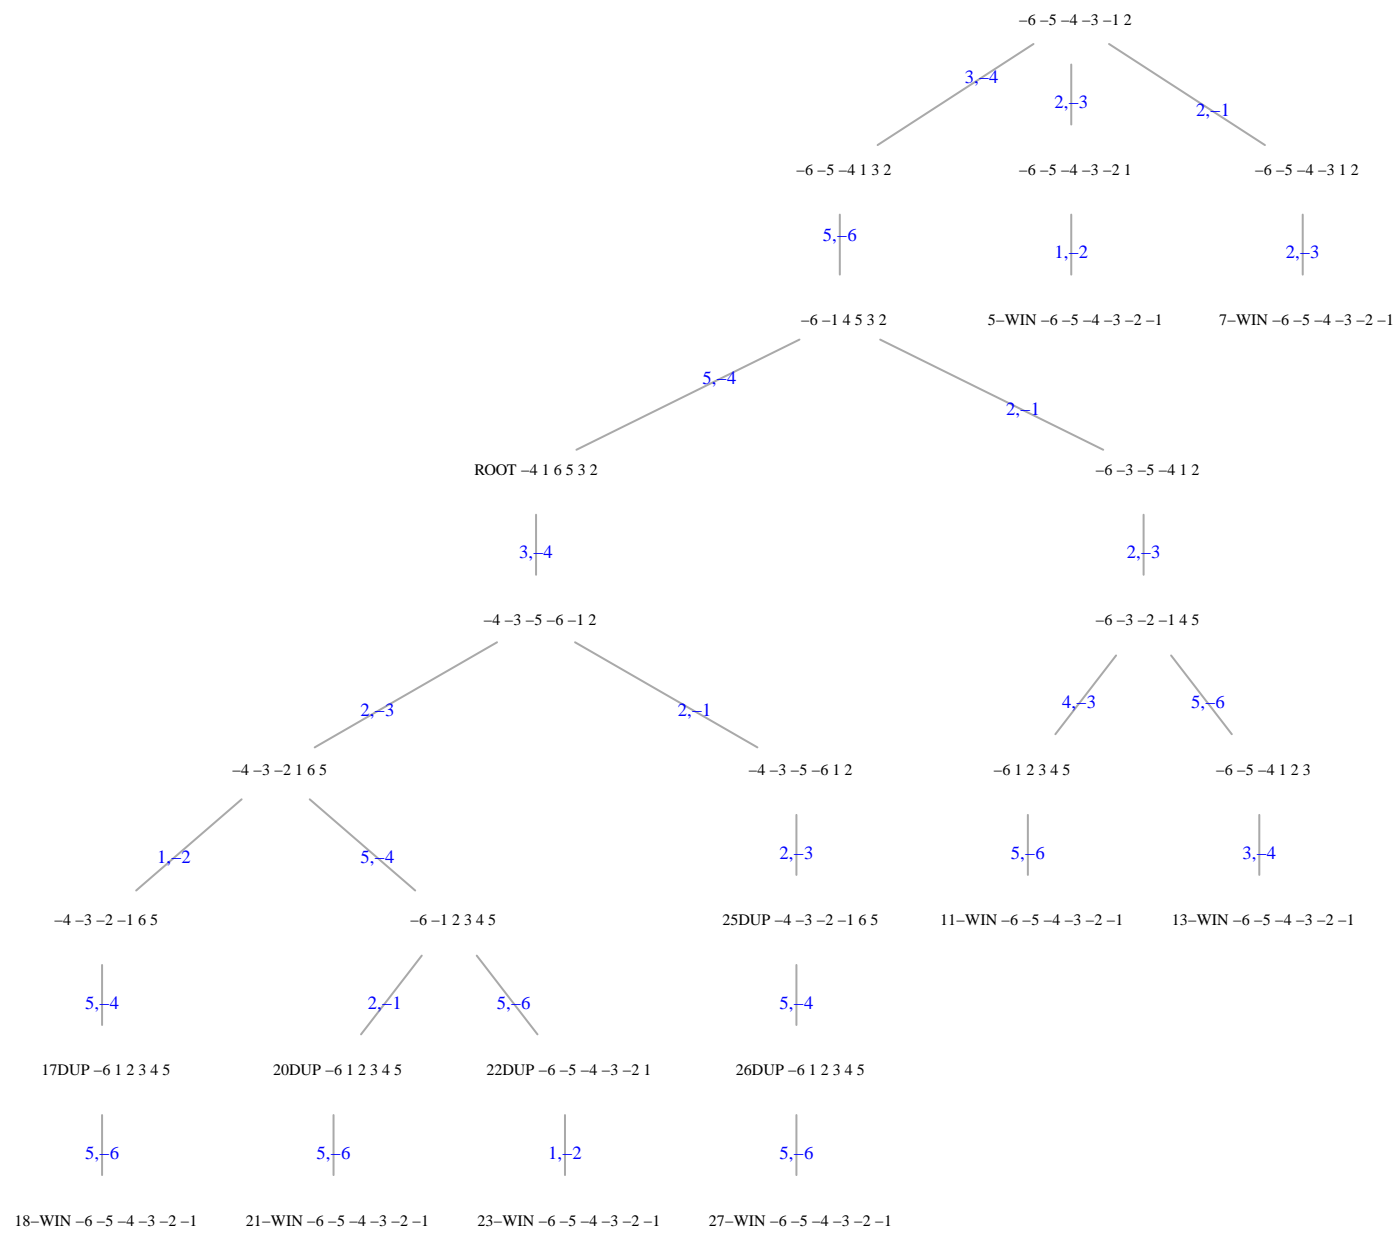 −6 −5 −4 −3 −1 2
3,−4
2,−3
2,−1
−6 −5 −4 1 3 2
−6 −5 −4 −3 −2 1
−6 −5 −4 −3 1 2
5,−6
1,−2
2,−3
−6 −1 4 5 3 2
5−WIN −6 −5 −4 −3 −2 −1
7−WIN −6 −5 −4 −3 −2 −1
5,−4
2,−1
ROOT −4 1 6 5 3 2
−6 −3 −5 −4 1 2
3,−4
2,−3
−4 −3 −5 −6 −1 2
−6 −3 −2 −1 4 5
2,−3
2,−1
4,−3
5,−6
−4 −3 −2 1 6 5
−4 −3 −5 −6 1 2
−6 1 2 3 4 5
−6 −5 −4 1 2 3
1,−2
5,−4
2,−3
5,−6
3,−4
−4 −3 −2 −1 6 5
−6 −1 2 3 4 5
25DUP −4 −3 −2 −1 6 5
11−WIN −6 −5 −4 −3 −2 −1
13−WIN −6 −5 −4 −3 −2 −1
5,−4
2,−1
5,−6
5,−4
17DUP −6 1 2 3 4 5
20DUP −6 1 2 3 4 5
22DUP −6 −5 −4 −3 −2 1
26DUP −6 1 2 3 4 5
5,−6
5,−6
1,−2
5,−6
18−WIN −6 −5 −4 −3 −2 −1
21−WIN −6 −5 −4 −3 −2 −1
23−WIN −6 −5 −4 −3 −2 −1
27−WIN −6 −5 −4 −3 −2 −1